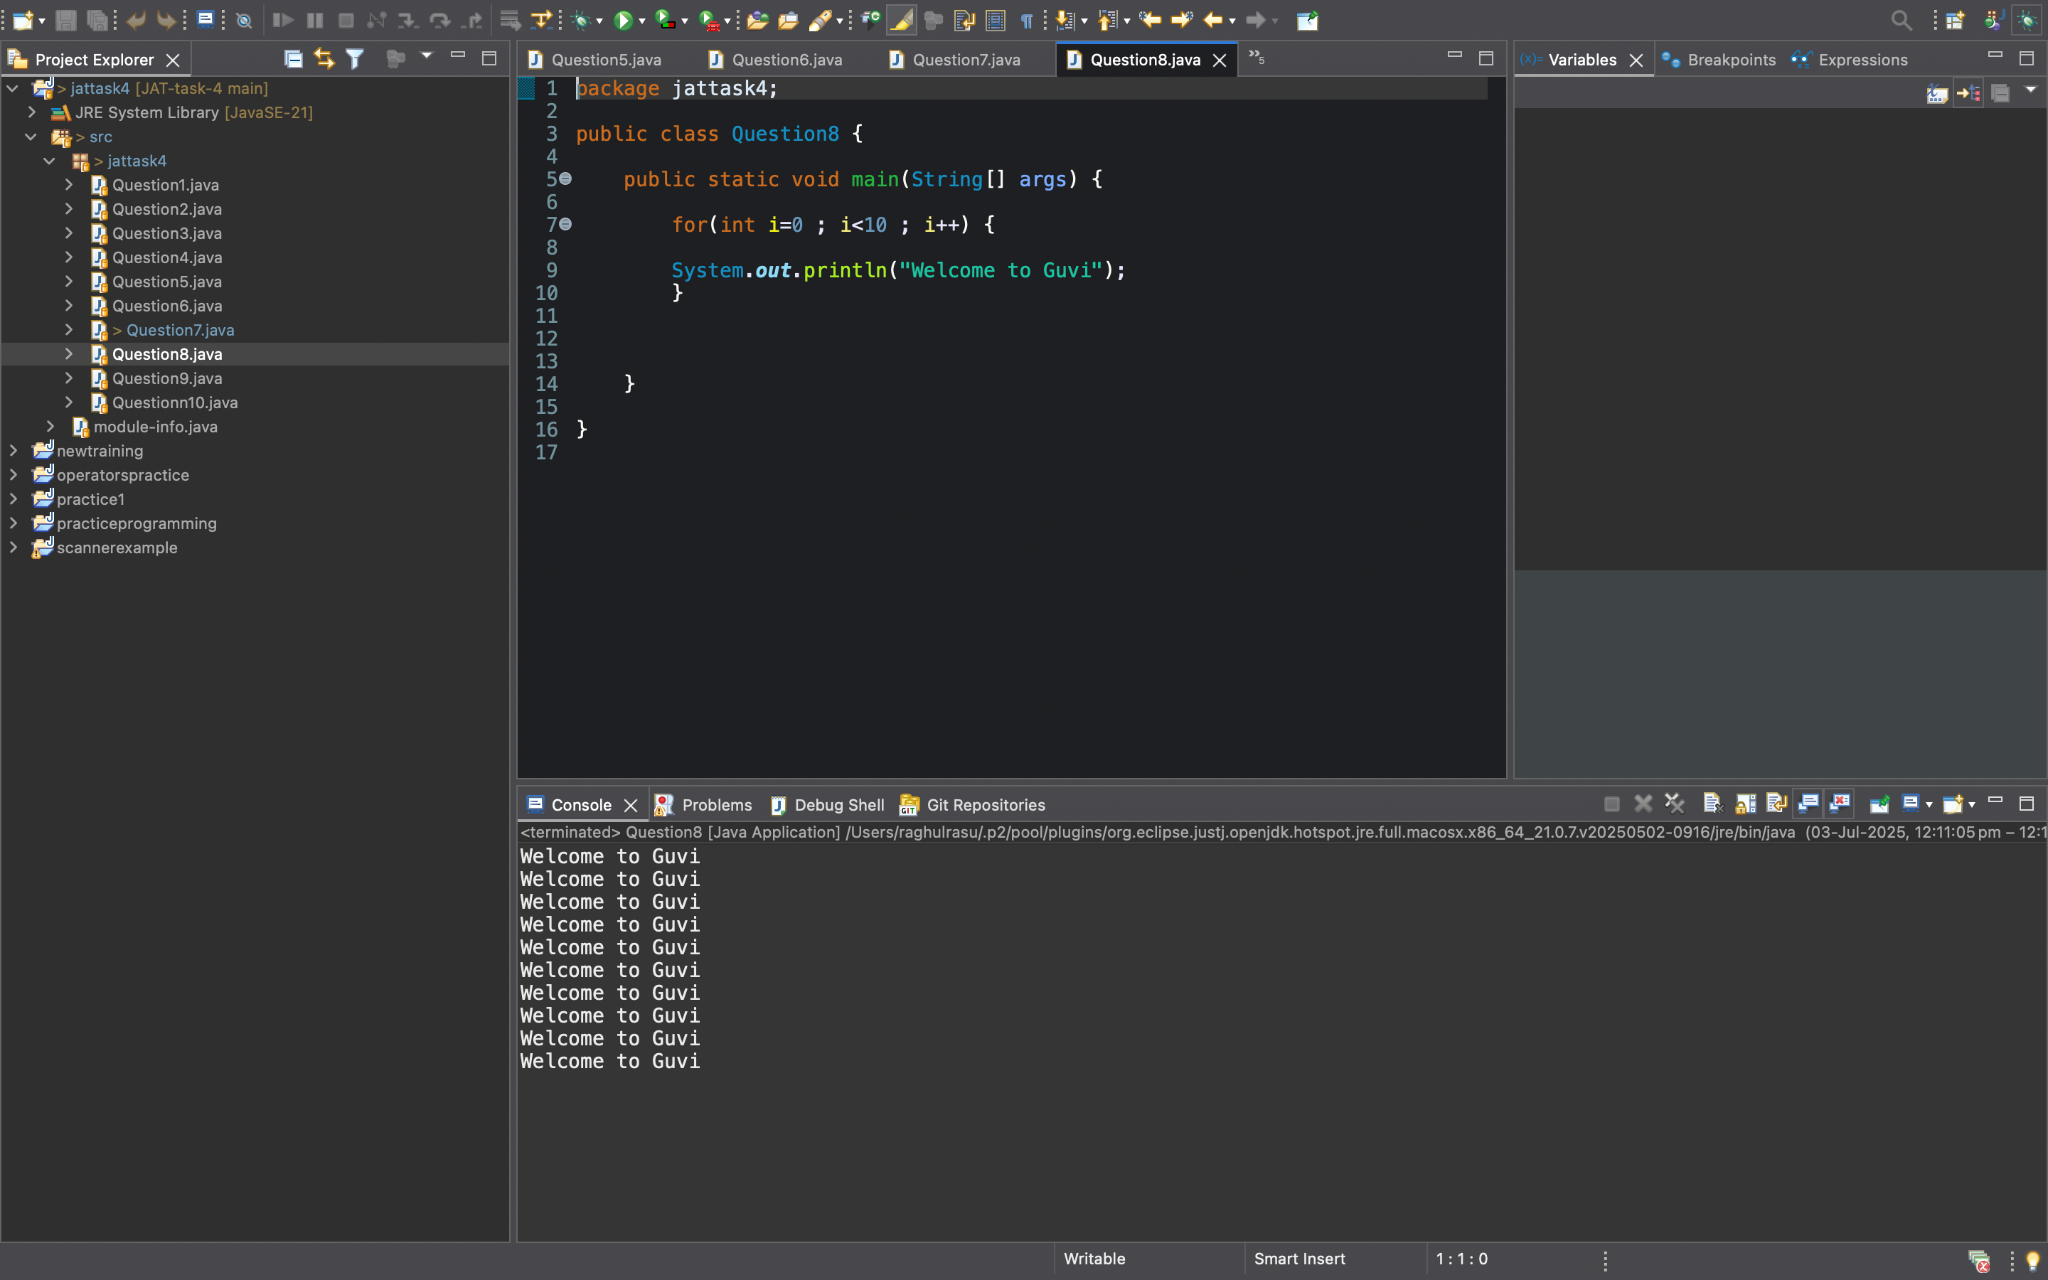 Project Explorer
> jattask4 [JAT-task-4 main]
JRE System Library [JavaSE-21]
> src
> jattask4
Question1.java
Question2.java
Question3.java
Question4.java
Question5.java
Question6.java
> Question7.java
Question8.java
Question9.java
Questionn10.java
module-info.java
newtraining
operatorspractice
practice1
practiceprogramming
scannerexample
Question5.java Question6.java Question7.java Question8.java »5
1 package jattask4;
2
3 public class Question8 {
4
5 public static void main(String[] args) {
6
7 for(int i=0 ; i<10 ; i++) {
8
9 System.out.println("Welcome to Guvi");
10 }
11
12
13
14 }
15
16 }
17
(x)= Variables Breakpoints Expressions
Console Problems Debug Shell Git Repositories
<terminated> Question8 [Java Application] /Users/raghulrasu/.p2/pool/plugins/org.eclipse.justj.openjdk.hotspot.jre.full.macosx.x86_64_21.0.7.v20250502-0916/jre/bin/java (03-Jul-2025, 12:11:05 pm – 12:1
Welcome to Guvi
Welcome to Guvi
Welcome to Guvi
Welcome to Guvi
Welcome to Guvi
Welcome to Guvi
Welcome to Guvi
Welcome to Guvi
Welcome to Guvi
Welcome to Guvi
Writable Smart Insert 1 : 1 : 0